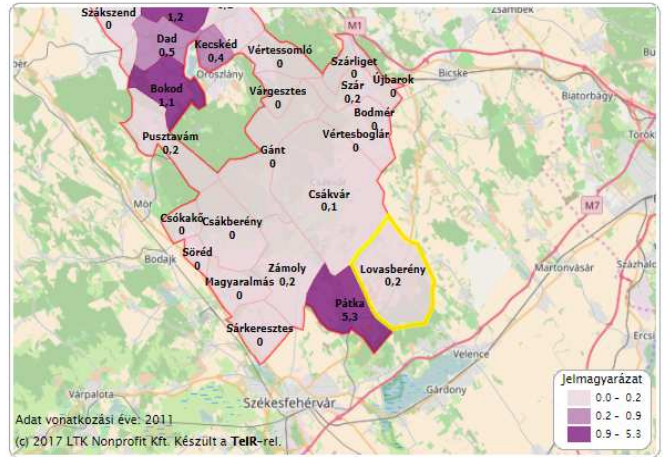 Szákszend
0
1,2
Dad
0,5
Kecskéd
0,4
Oroszlány
Bokod
1,1
Pusztavám
0,2
Vértessomló
0
Várgesztes
0
Gánt
0
M1
Szárliget
0
Szár
0,2
Újbarok
0
Bodmér
0
Vértesboglár
0
Bicske
Zsámbék
Biatorbágy
M7
Csákvár
0,1
Mór
Csókakő
0
Csákberény
0
Bodajk
Söréd
0
Magyaralmás
0
Zámoly
0,2
Lovasberény
0,2
Pátka
5,3
Sárkeresztes
0
Martonvásár
Velence
Gárdony
Székesfehérvár
Várpalota
Jelmagyarázat
0.0 - 0.2
0.2 - 0.9
0.9 - 5.3
Adat vonatkozási éve: 2011
(c) 2017 LTK Nonprofit Kft. Készült a TeIR-rel.